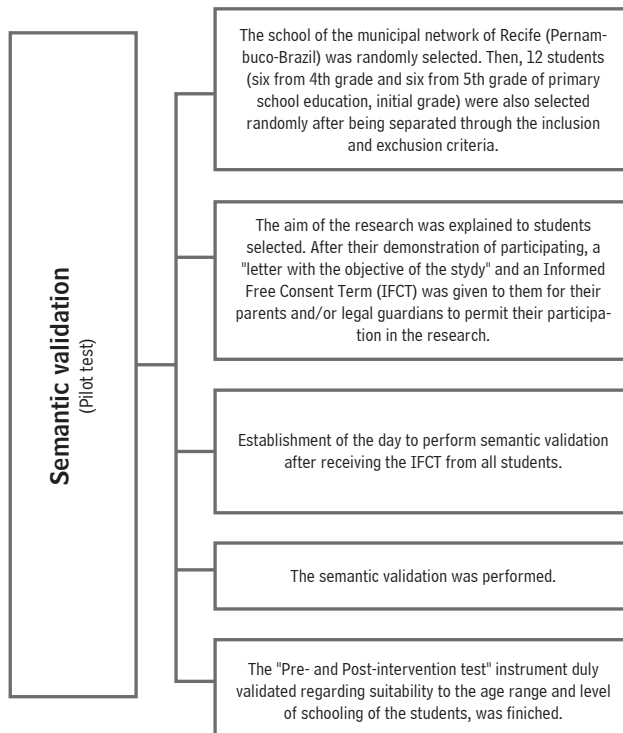 Semantic validation
(Pilot test)
The school of the municipal network of Recife (Pernam-
buco-Brazil) was randomly selected. Then, 12 students
(six from 4th grade and six from 5th grade of primary
school education, initial grade) were also selected
randomly after being separated through the inclusion
and exchusion criteria.
The aim of the research was explained to students
selected. After their demonstration of participating, a
"letter with the objective of the stydy" and an Informed
Free Consent Term (IFCT) was given to them for their
parents and/or legal guardians to permit their participa-
tion in the research.
Establishment of the day to perform semantic validation
after receiving the IFCT from all students.
The semantic validation was performed.
The "Pre- and Post-intervention test" instrument duly
validated regarding suitability to the age range and level
of schooling of the students, was finiched.